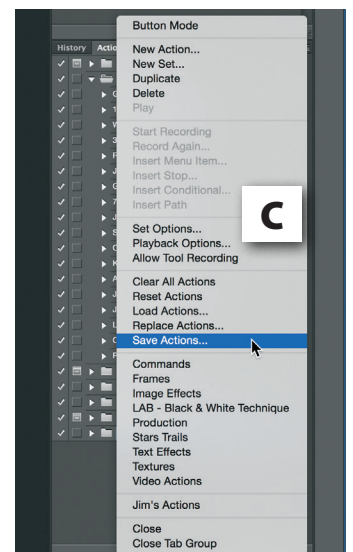 Button Mode
History Actio
New Action...
New Set...
Duplicate
Delete
Play
Start Recording
Record Again...
Insert Menu Item...
Insert Stop...
Insert Conditional...
Insert Path
C
Set Options...
Playback Options...
Allow Tool Recording
Clear All Actions
Reset Actions
Load Actions...
Replace Actions...
Save Actions...
Commands
Frames
Image Effects
LAB - Black & White Technique
Production
Stars Trails
Text Effects
Textures
Video Actions
Jim's Actions
Close
Close Tab Group